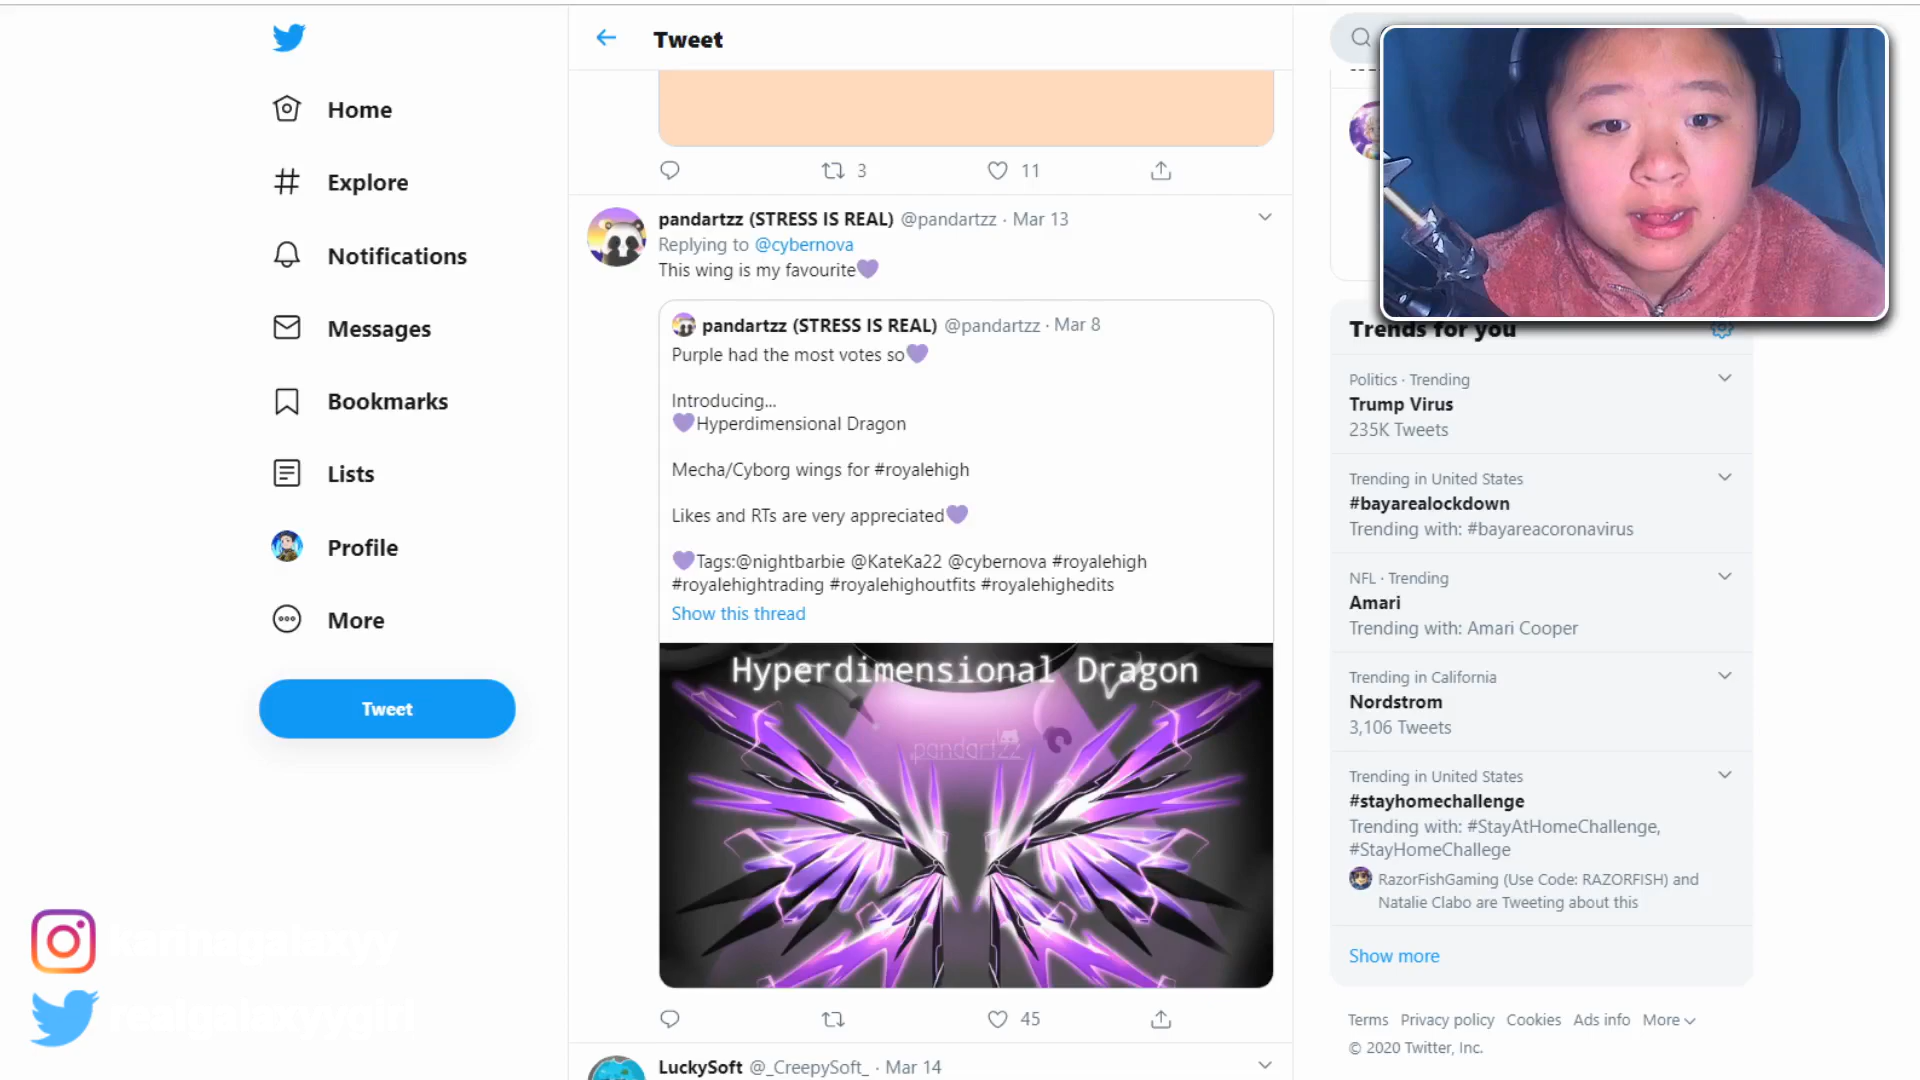 Tweet
Home
Explore
Notifications
Messages
Bookmarks
Lists
Profile
More
Tweet
3
11
pandartzz (STRESS IS REAL) @pandartzz · Mar 13
Replying to @cybernova
This wing is my favourite💜
pandartzz (STRESS IS REAL) @pandartzz · Mar 8
Purple had the most votes so💜
Introducing...
💜Hyperdimensional Dragon
Mecha/Cyborg wings for #royalehigh
Likes and RTs are very appreciated💜
💜Tags:@nightbarbie @KateKa22 @cybernova #royalehigh
#royalehightrading #royalehighoutfits #royalehighedits
Show this thread
Hyperdimensional Dragon
pandartzz
45
LuckySoft @_CreepySoft_ · Mar 14
Trends for you
Politics · Trending
Trump Virus
235K Tweets
Trending in United States
#bayarealockdown
Trending with: #bayareacoronavirus
NFL · Trending
Amari
Trending with: Amari Cooper
Trending in California
Nordstrom
3,106 Tweets
Trending in United States
#stayhomechallenge
Trending with: #StayAtHomeChallenge,
#StayHomeChallege
RazorFishGaming (Use Code: RAZORFISH) and
Natalie Clabo are Tweeting about this
Show more
Terms Privacy policy Cookies Ads info More
© 2020 Twitter, Inc.
karinagalaxyy
realgalaxyygirl